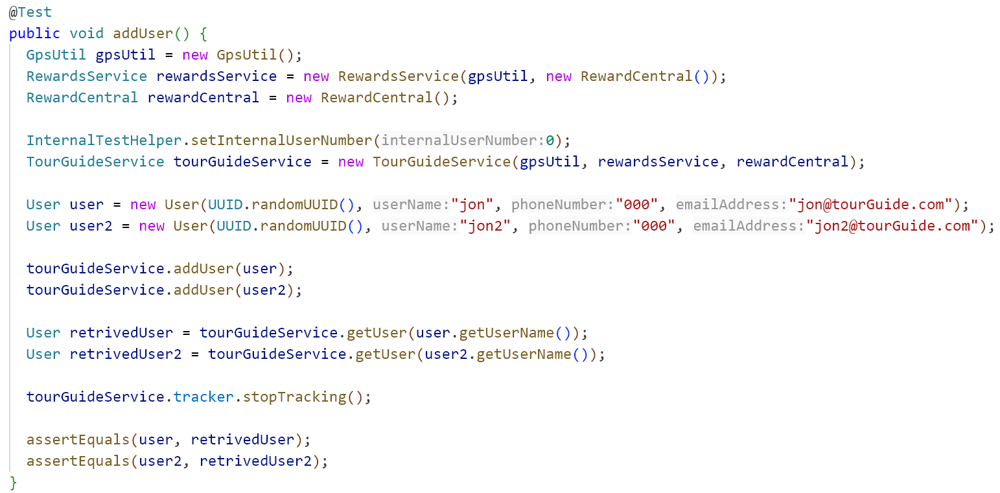 @Test
public void addUser() {
GpsUtil gpsUtil = new GpsUtil();
RewardsService rewardsService = new RewardsService(gpsUtil, new RewardCentral());
RewardCentral rewardCentral = new RewardCentral();
InternalTestHelper.setInternalUserNumber(internalUserNumber:0);
TourGuideService tourGuideService = new TourGuideService(gpsUtil, rewardsService, rewardCentral);
User user = new User(UUID.randomUUID(), userName:"jon", phoneNumber:"000", emailAddress:"jon@tourGuide.com");
User user2 = new User(UUID.randomUUID(), userName:"jon2", phoneNumber:"000", emailAddress:"jon2@tourGuide.com");
tourGuideService.addUser(user);
tourGuideService.addUser(user2);
User retrivedUser = tourGuideService.getUser(user.getUserName());
User retrivedUser2 = tourGuideService.getUser(user2.getUserName());
tourGuideService.tracker.stopTracking();
assertEquals(user, retrivedUser);
assertEquals(user2, retrivedUser2);
}